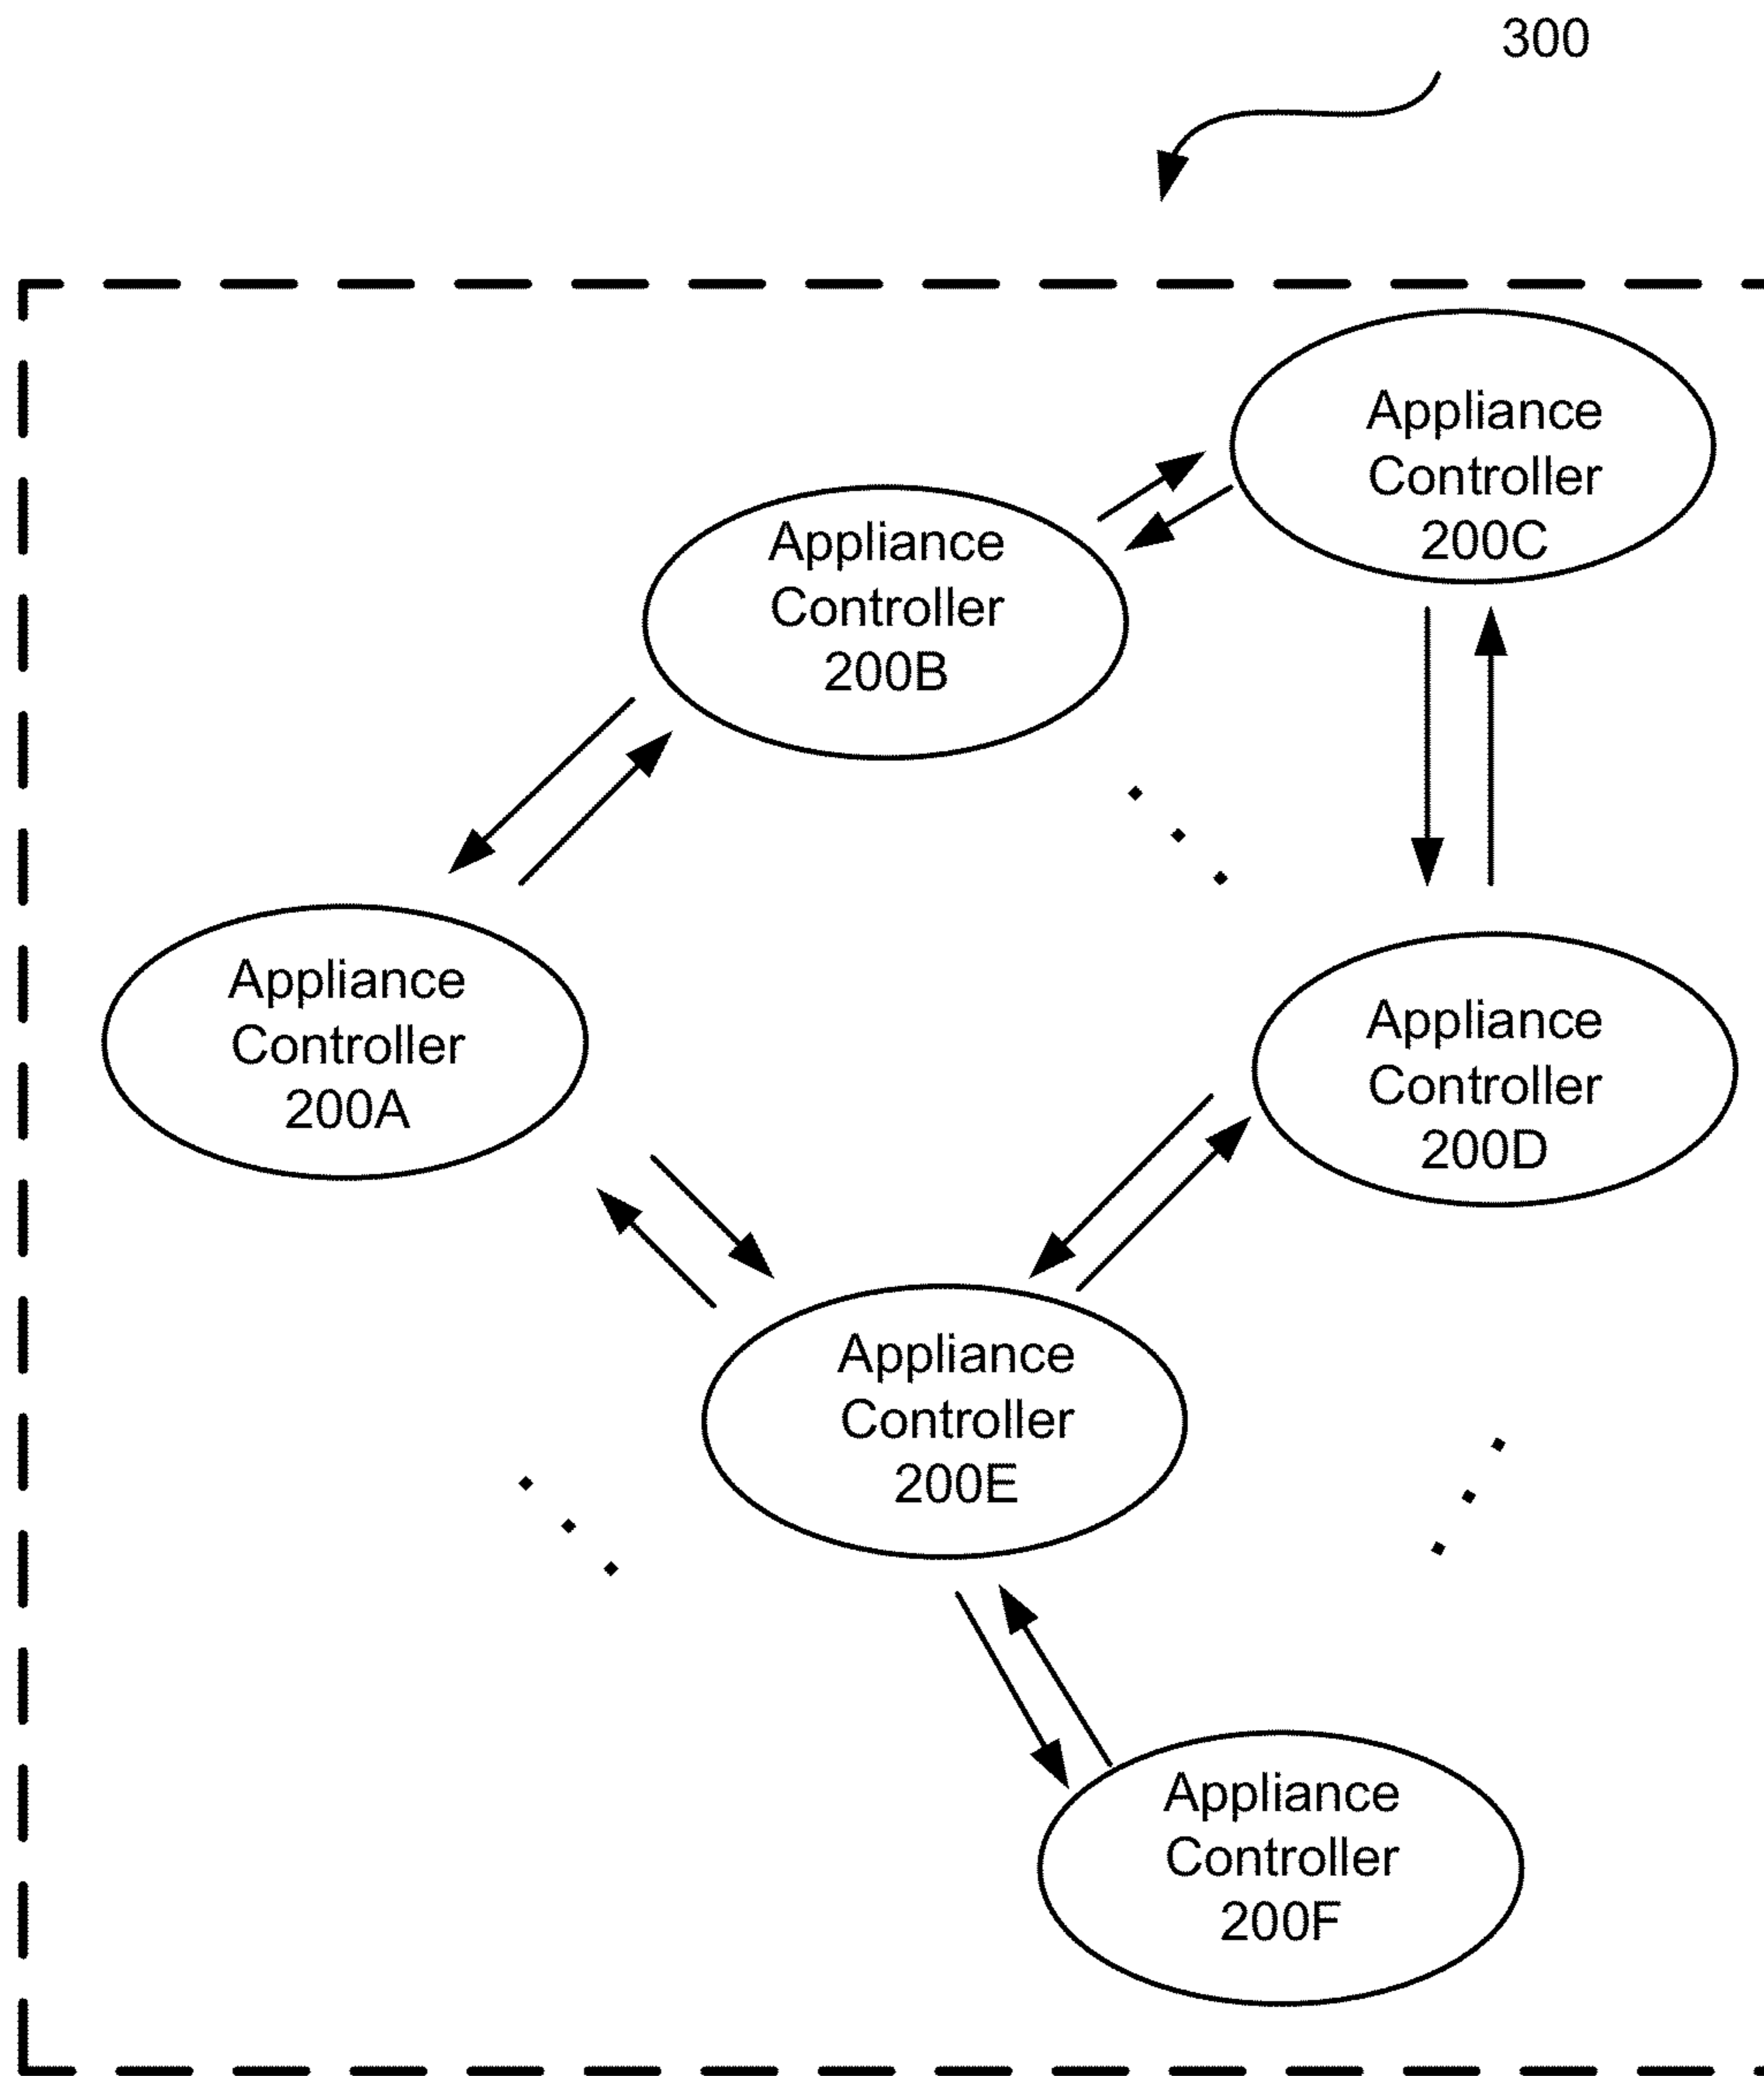 300
Appliance
Controller
200C
Appliance
Controller
200B
Appliance
Controller
200A
Appliance
Controller
200D
Appliance
Controller
200E
Appliance
Controller
200F